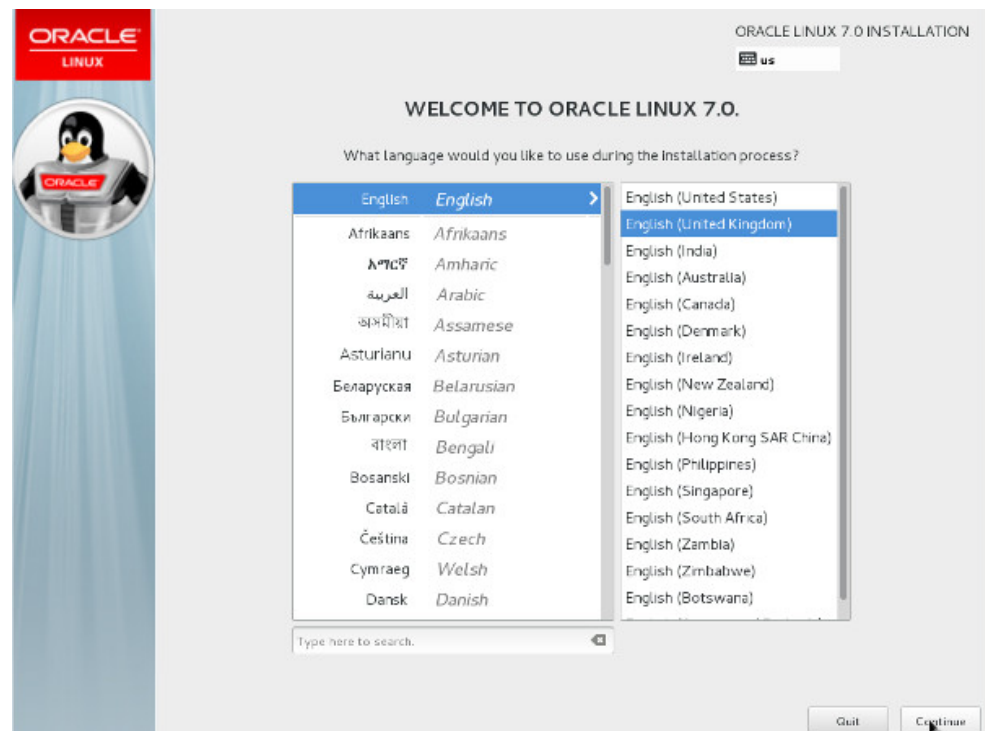 ORACLE
LINUX
ORACLE LINUX 7.0 INSTALLATION
us
WELCOME TO ORACLE LINUX 7.0.
What language would you like to use during the installation process?
English English
Afrikaans Afrikaans
አማርኛ Amharic
العربية Arabic
অসমীয়া Assamese
Asturianu Asturian
Беларуская Belarusian
Български Bulgarian
বাংলা Bengali
Bosanski Bosnian
Català Catalan
Čeština Czech
Cymraeg Welsh
Dansk Danish
English (United States)
English (United Kingdom)
English (India)
English (Australia)
English (Canada)
English (Denmark)
English (Ireland)
English (New Zealand)
English (Nigeria)
English (Hong Kong SAR China)
English (Philippines)
English (Singapore)
English (South Africa)
English (Zambia)
English (Zimbabwe)
English (Botswana)
Type here to search.
Quit
Continue
ORACLE